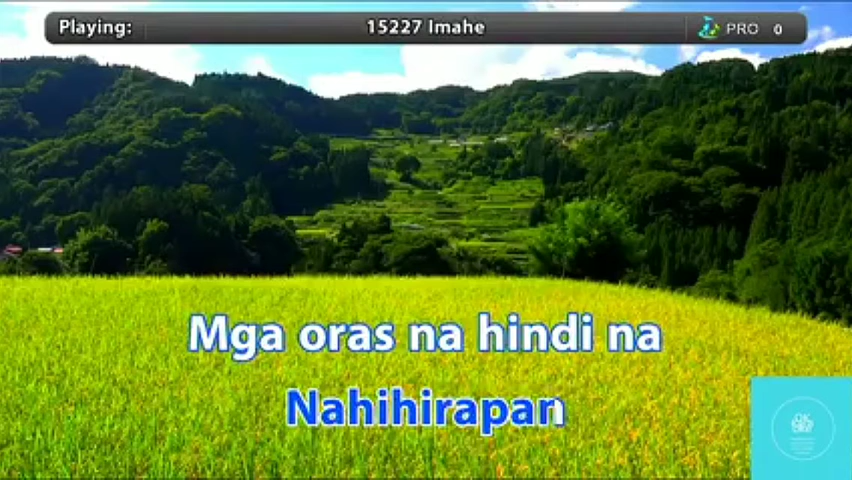 Playing:
15227 Imahe
PRO 0
Mga oras na hindi na
Nahihirapan